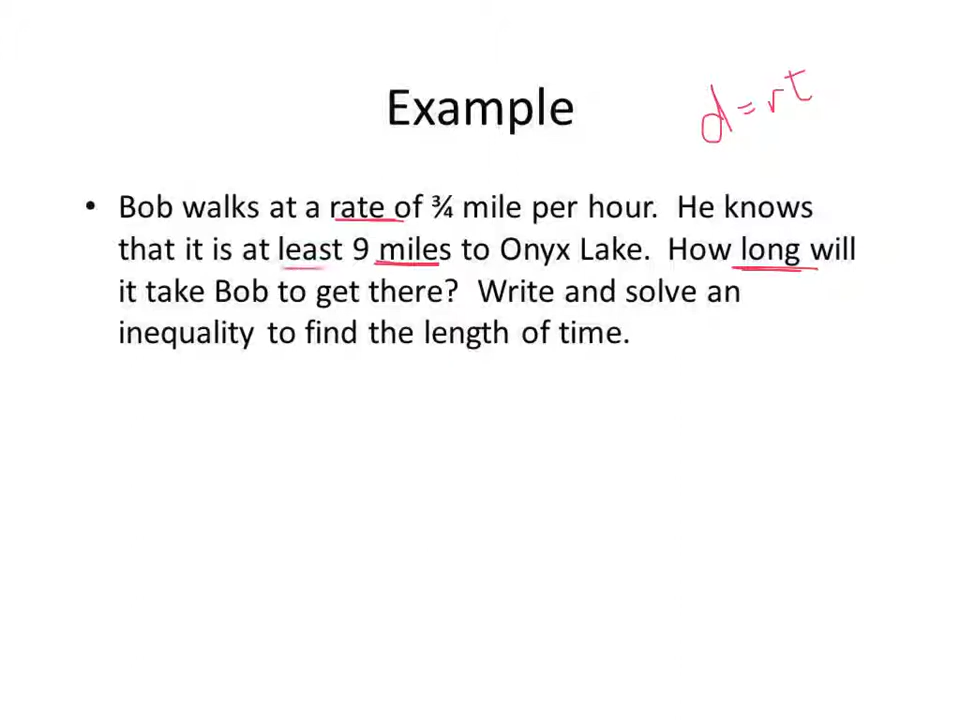 Example
d = rt
• Bob walks at a rate of ¾ mile per hour. He knows
that it is at least 9 miles to Onyx Lake. How long will
it take Bob to get there? Write and solve an
inequality to find the length of time.